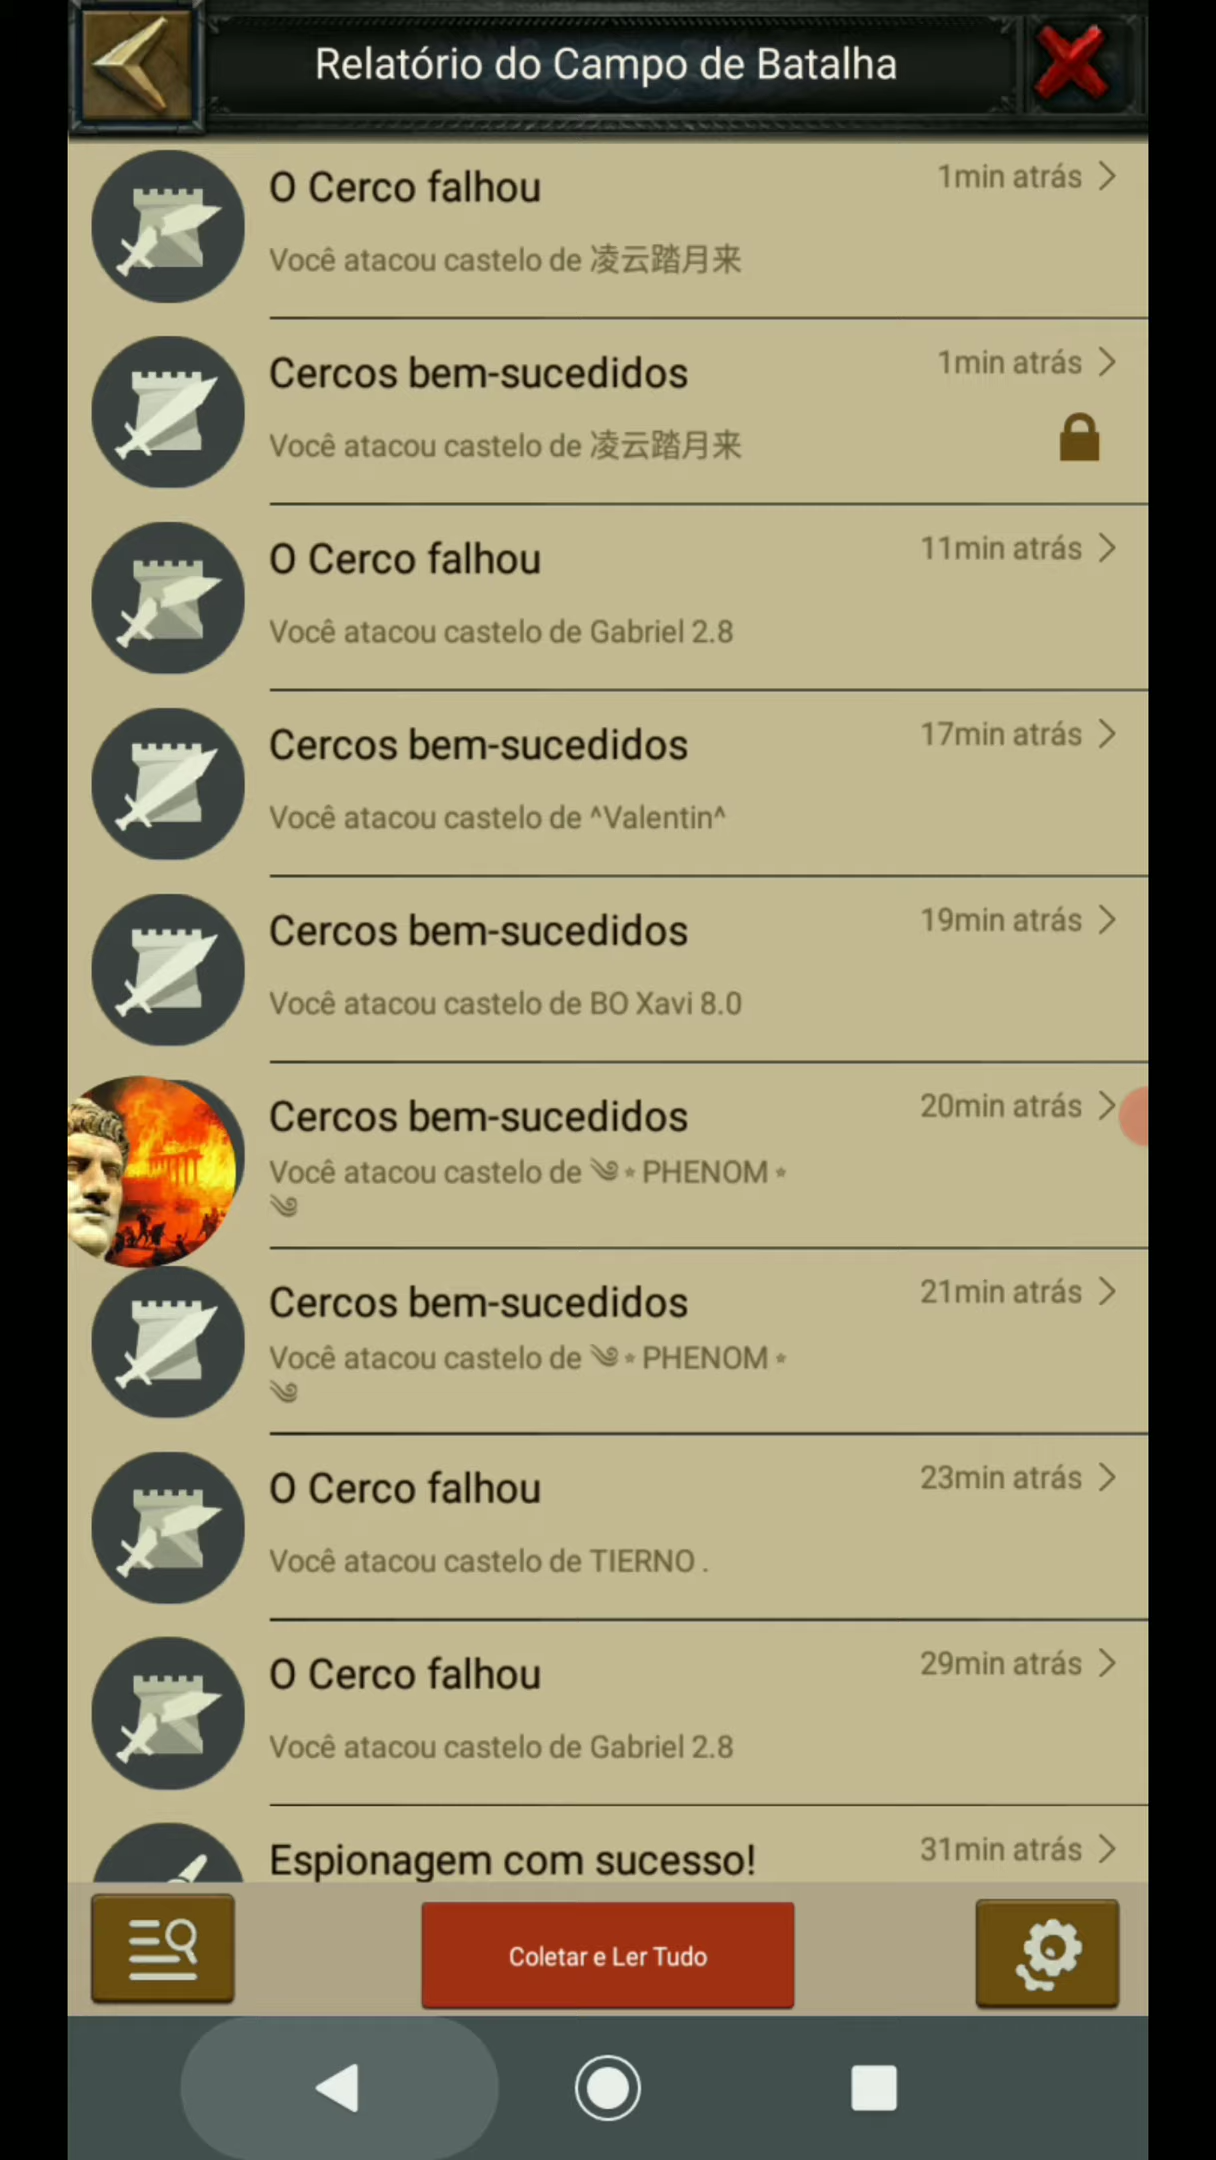 Relatório do Campo de Batalha
O Cerco falhou
1min atrás
Você atacou castelo de 凌云踏月来
Cercos bem-sucedidos
1min atrás
Você atacou castelo de 凌云踏月来
O Cerco falhou
11min atrás
Você atacou castelo de Gabriel 2.8
Cercos bem-sucedidos
17min atrás
Você atacou castelo de ^Valentin^
Cercos bem-sucedidos
19min atrás
Você atacou castelo de BO Xavi 8.0
Cercos bem-sucedidos
20min atrás
Você atacou castelo de ༄ * PHENOM *
༄
Cercos bem-sucedidos
21min atrás
Você atacou castelo de ༄ * PHENOM *
༄
O Cerco falhou
23min atrás
Você atacou castelo de TIERNO .
O Cerco falhou
29min atrás
Você atacou castelo de Gabriel 2.8
Espionagem com sucesso!
31min atrás
Coletar e Ler Tudo